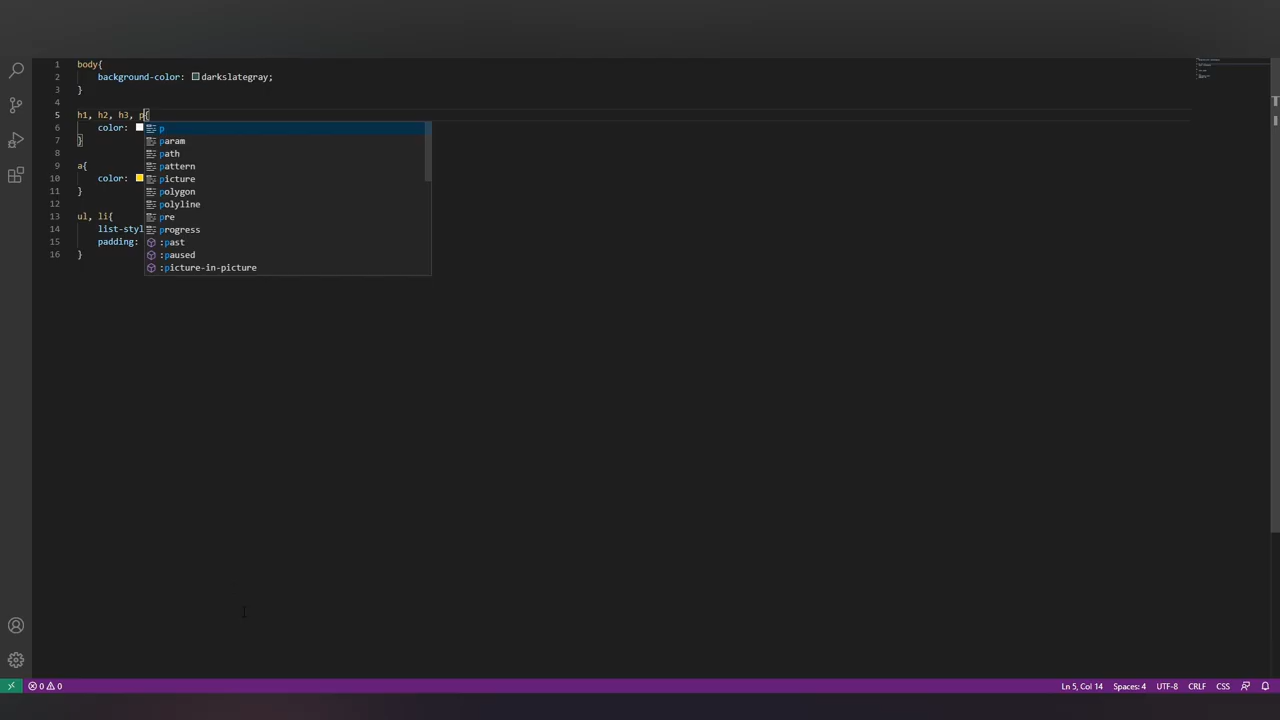 1 body{
2 background-color: darkslategray;
3 }
4
5 h1, h2, h3, p{
6 color:
7 }
8
9 a{
10 color:
11 }
12
13 ul, li{
14 list-styl
15 padding:
16 }
p
param
path
pattern
picture
polygon
polyline
pre
progress
:past
:paused
:picture-in-picture
0 0 Ln 5, Col 14 Spaces: 4 UTF-8 CRLF CSS